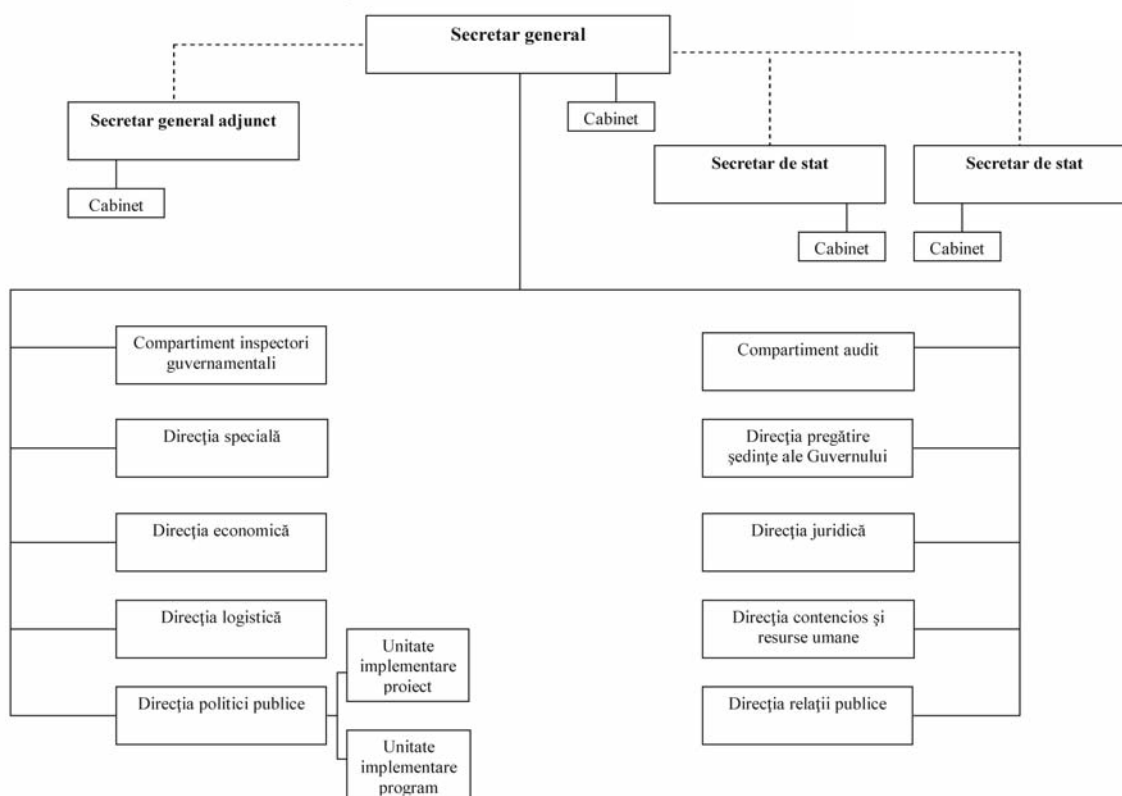 Secretar general
Cabinet
Secretar general adjunct
Cabinet
Secretar de stat
Cabinet
Secretar de stat
Cabinet
Compartiment inspectori
guvernamentali
Direcţia specială
Direcţia economică
Direcţia logistică
Direcţia politici publice
Unitate
implementare
proiect
Unitate
implementare
program
Compartiment audit
Direcţia pregătire
şedinţe ale Guvernului
Direcţia juridică
Direcţia contencios şi
resurse umane
Direcţia relaţii publice